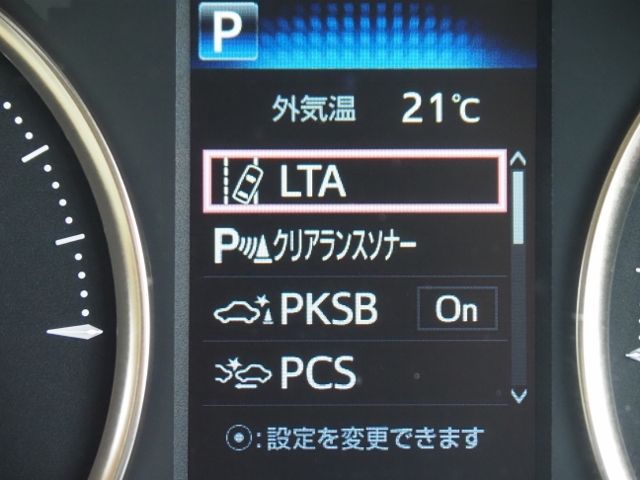 P
外気温 21℃
LTA
Pクリアランスソナー
PKSB On
PCS
⦿:設定を変更できます